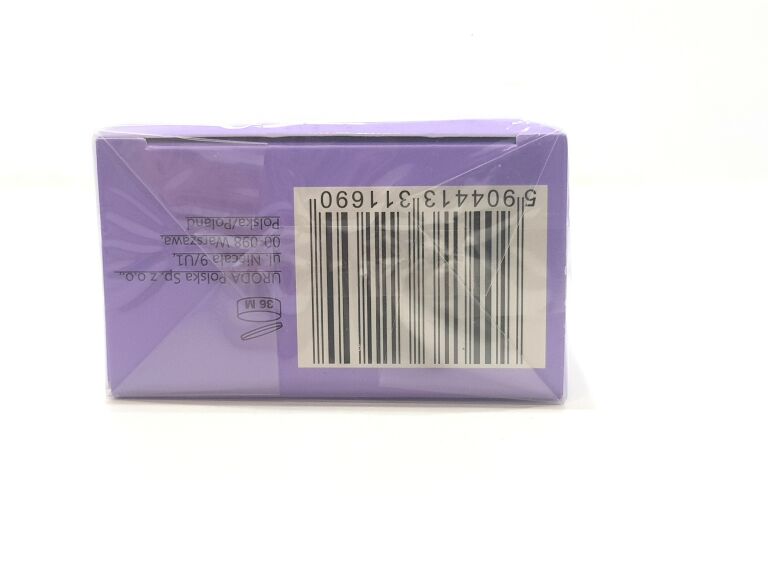 36 M
URODA Polska Sp. z o.o.,
ul. Niecała 9/U1,
00-098 Warszawa,
Polska/Poland
5 904413 311690